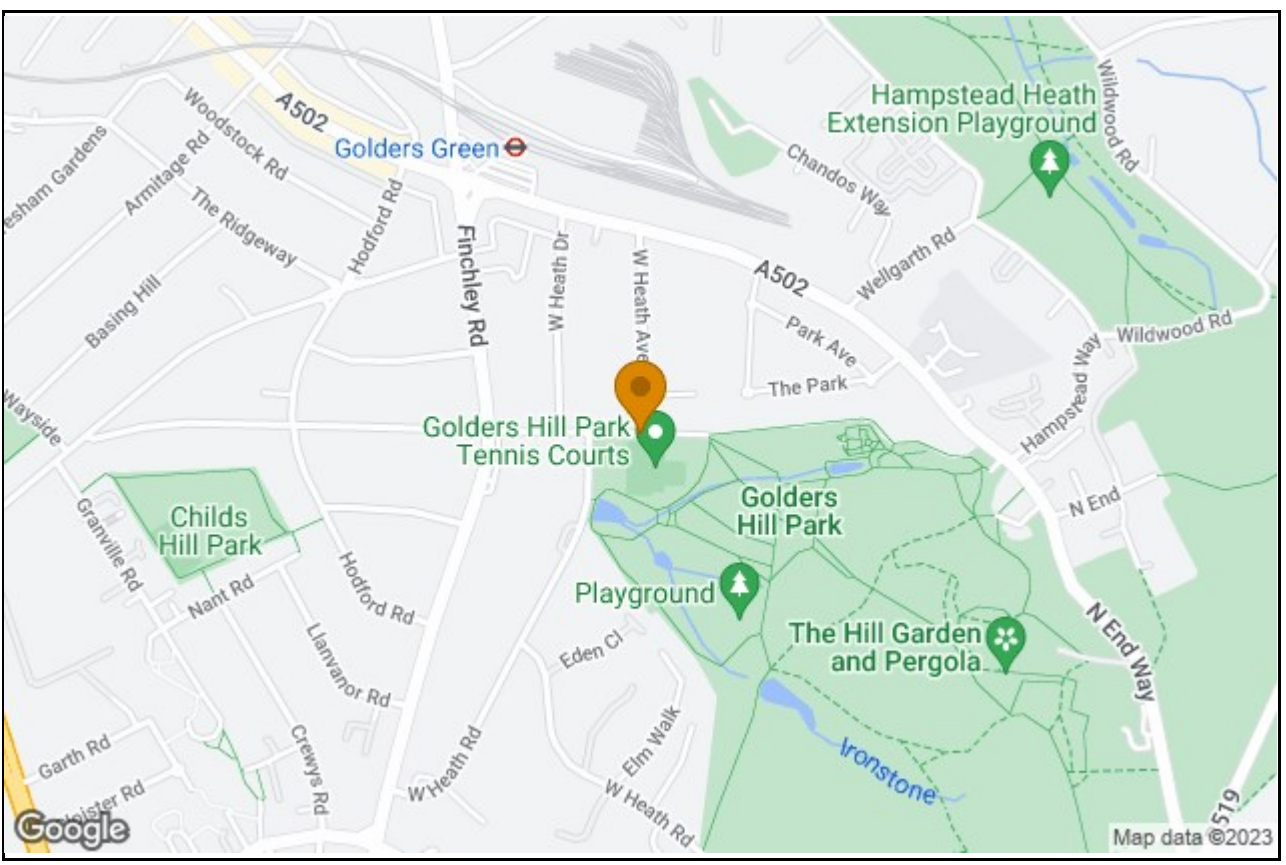 Hampstead Heath
Extension Playground
Wildwood Rd
A502
Woodstock Rd
Golders Green
Armitage Rd
Chandos Way
The Ridgeway
Hodford Rd
Finchley Rd
W Heath Dr
W Heath Ave
Wellgarth Rd
A502
Basing Hill
Park Ave
Wildwood Rd
Hampstead Way
The Park
Wayside
Golders Hill Park
Tennis Courts
Golders
Hill Park
N End
Childs
Hill Park
Granville Rd
Nant Rd
Hodford Rd
Playground
The Hill Garden
and Pergola
N End Way
Eden Cl
Llanvanor Rd
Elm Walk
Crewys Rd
W Heath Rd
Garth Rd
W Heath Rd
Ironstone
Google
Map data ©2023